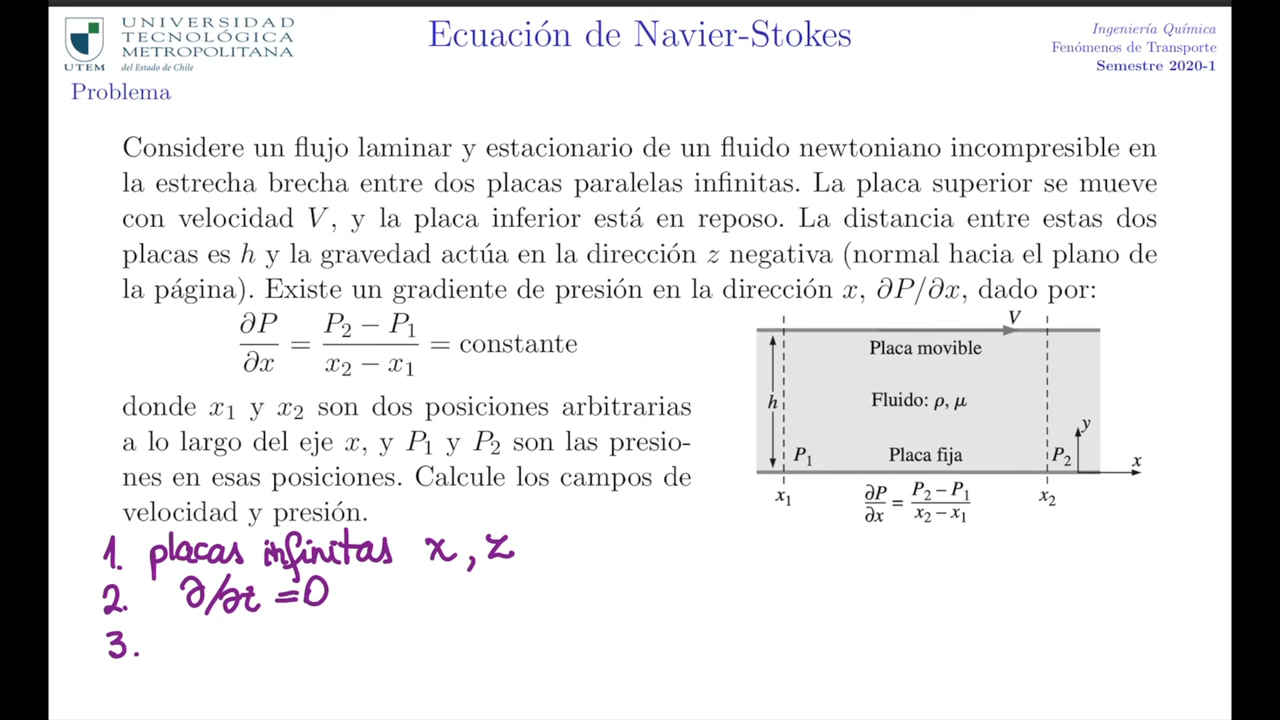 UNIVERSIDAD
TECNOLÓGICA
METROPOLITANA
UTEM
del Estado de Chile
Ecuación de Navier-Stokes
Ingeniería Química
Fenómenos de Transporte
Semestre 2020-1
Problema
Considere un flujo laminar y estacionario de un fluido newtoniano incompresible en
la estrecha brecha entre dos placas paralelas infinitas. La placa superior se mueve
con velocidad V, y la placa inferior está en reposo. La distancia entre estas dos
placas es h y la gravedad actúa en la dirección z negativa (normal hacia el plano de
la página). Existe un gradiente de presión en la dirección x, ∂P/∂x, dado por:
∂P/∂x = (P₂ − P₁)/(x₂ − x₁) = constante
donde x₁ y x₂ son dos posiciones arbitrarias
a lo largo del eje x, y P₁ y P₂ son las presio-
nes en esas posiciones. Calcule los campos de
velocidad y presión.
V
Placa movible
h
Fluido: ρ, μ
y
P₁
Placa fija
P₂
x
x₁
∂P/∂x = (P₂ − P₁)/(x₂ − x₁)
x₂
1. placas infinitas x, z
2. ∂/∂t = 0
3.